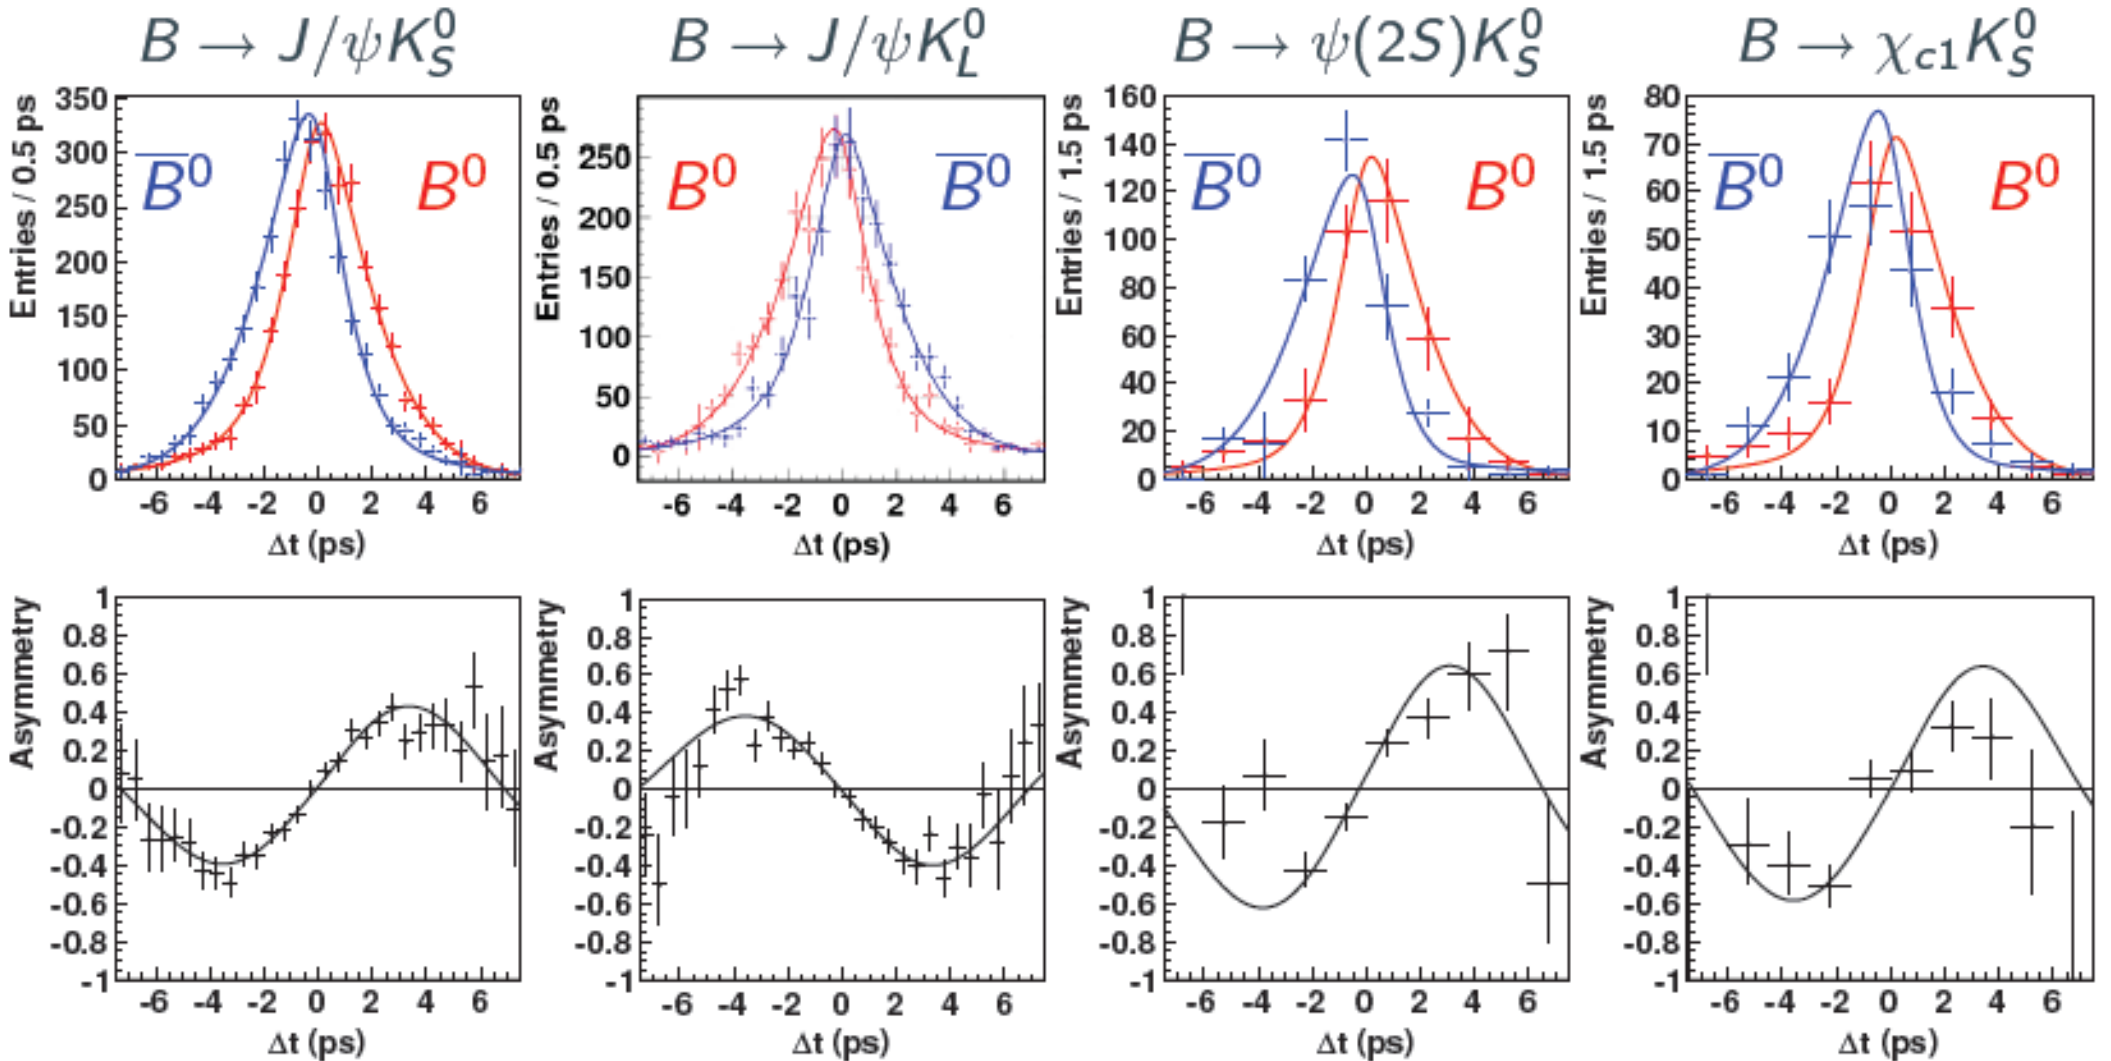 B → J/ψK⁰_S
B → J/ψK⁰_L
B → ψ(2S)K⁰_S
B → χ_c1K⁰_S
Entries / 0.5 ps
350
300
250
200
150
100
50
0
B̅⁰
B⁰
-6 -4 -2 0 2 4 6
Δt (ps)
Entries / 0.5 ps
250
200
150
100
50
0
B⁰
B̅⁰
-6 -4 -2 0 2 4 6
Δt (ps)
Entries / 1.5 ps
160
140
120
100
80
60
40
20
0
B̅⁰
B⁰
-6 -4 -2 0 2 4 6
Δt (ps)
Entries / 1.5 ps
80
70
60
50
40
30
20
10
0
B̅⁰
B⁰
-6 -4 -2 0 2 4 6
Δt (ps)
Asymmetry
1
0.8
0.6
0.4
0.2
0
-0.2
-0.4
-0.6
-0.8
-1
-6 -4 -2 0 2 4 6
Δt (ps)
Asymmetry
1
0.8
0.6
0.4
0.2
0
-0.2
-0.4
-0.6
-0.8
-1
-6 -4 -2 0 2 4 6
Δt (ps)
Asymmetry
1
0.8
0.6
0.4
0.2
0
-0.2
-0.4
-0.6
-0.8
-1
-6 -4 -2 0 2 4 6
Δt (ps)
Asymmetry
1
0.8
0.6
0.4
0.2
0
-0.2
-0.4
-0.6
-0.8
-1
-6 -4 -2 0 2 4 6
Δt (ps)